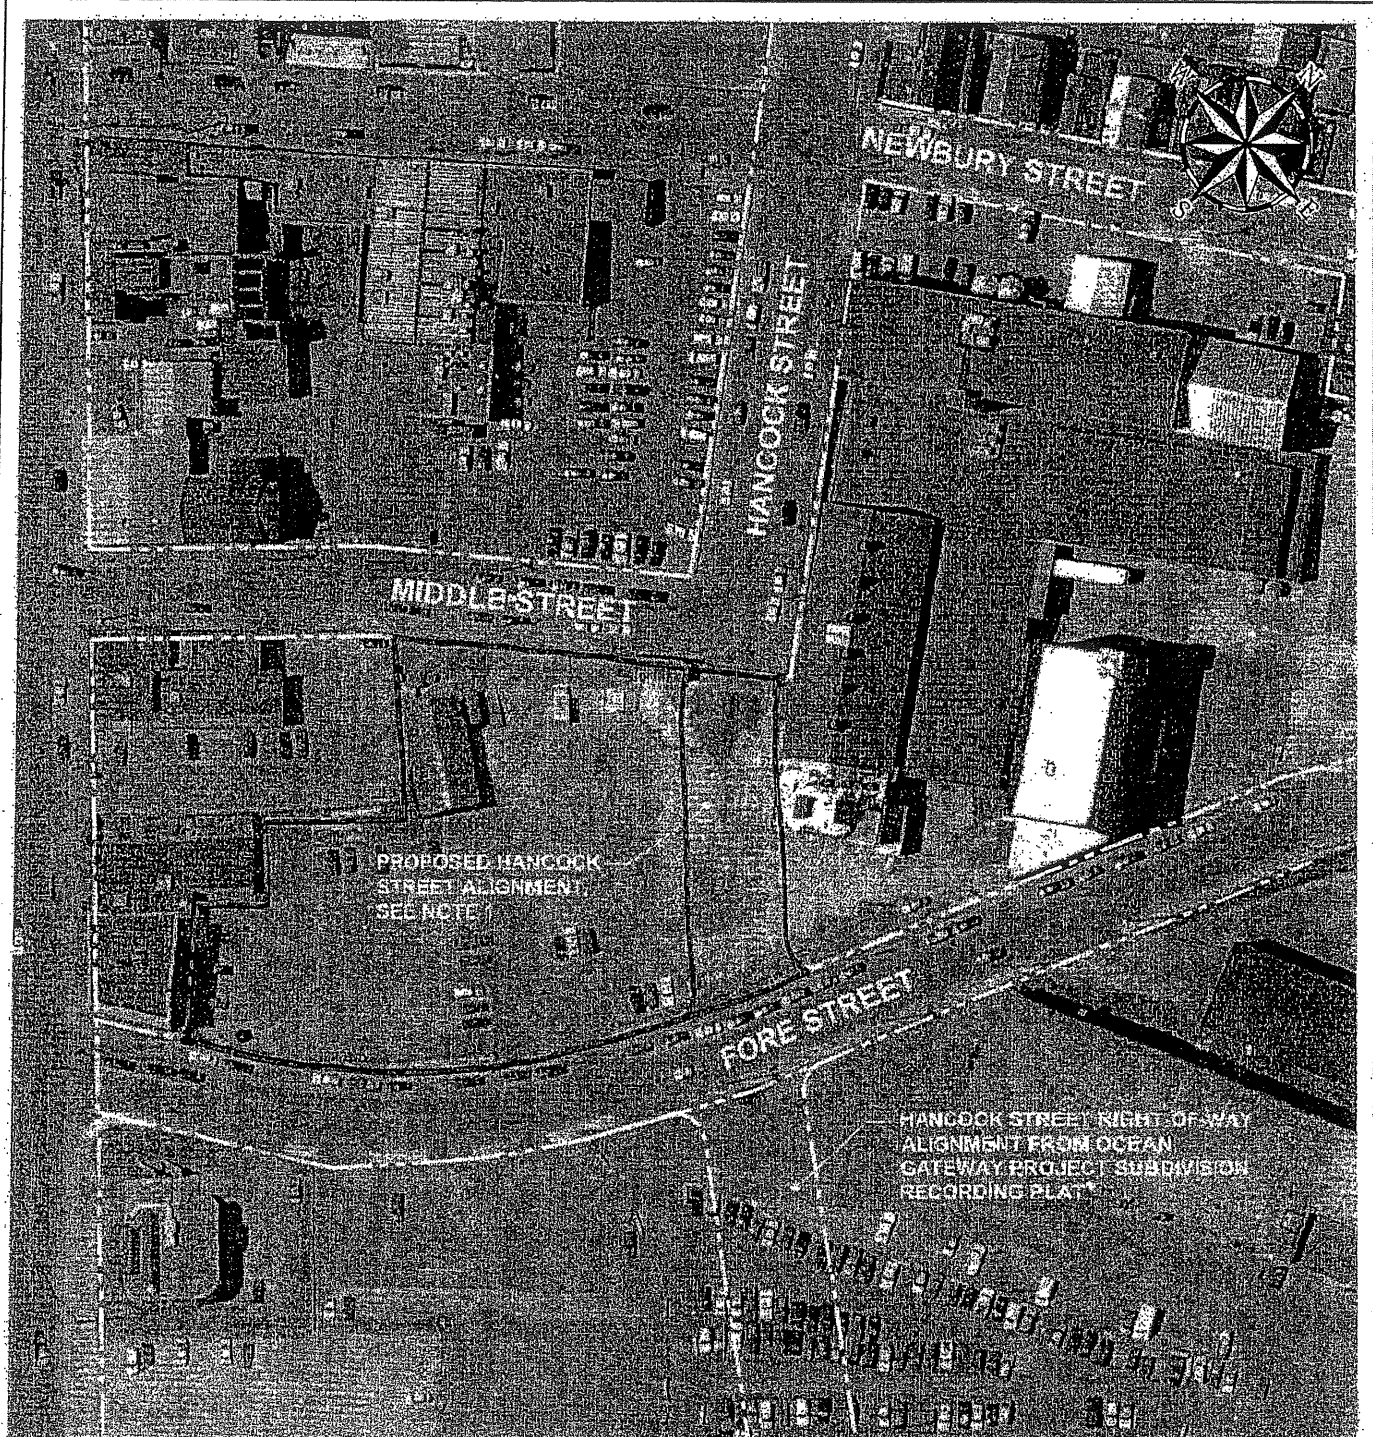 W N
S E
NEWBURY STREET
HANCOCK STREET
MIDDLE STREET
PROPOSED HANCOCK
STREET ALIGNMENT,
SEE NOTE 1
FORE STREET
HANCOCK STREET RIGHT-OF-WAY
ALIGNMENT FROM OCEAN
GATEWAY PROJECT SUBDIVISION
RECORDING PLAT